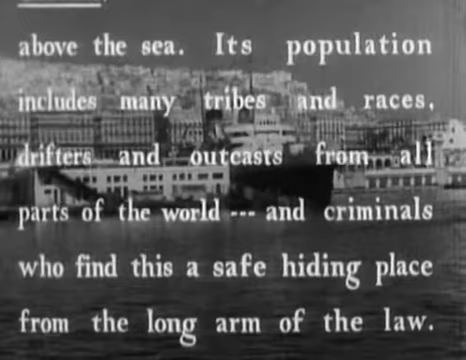 above the sea. Its population
includes many tribes and races,
drifters and outcasts from all
parts of the world --- and criminals
who find this a safe hiding place
from the long arm of the law.